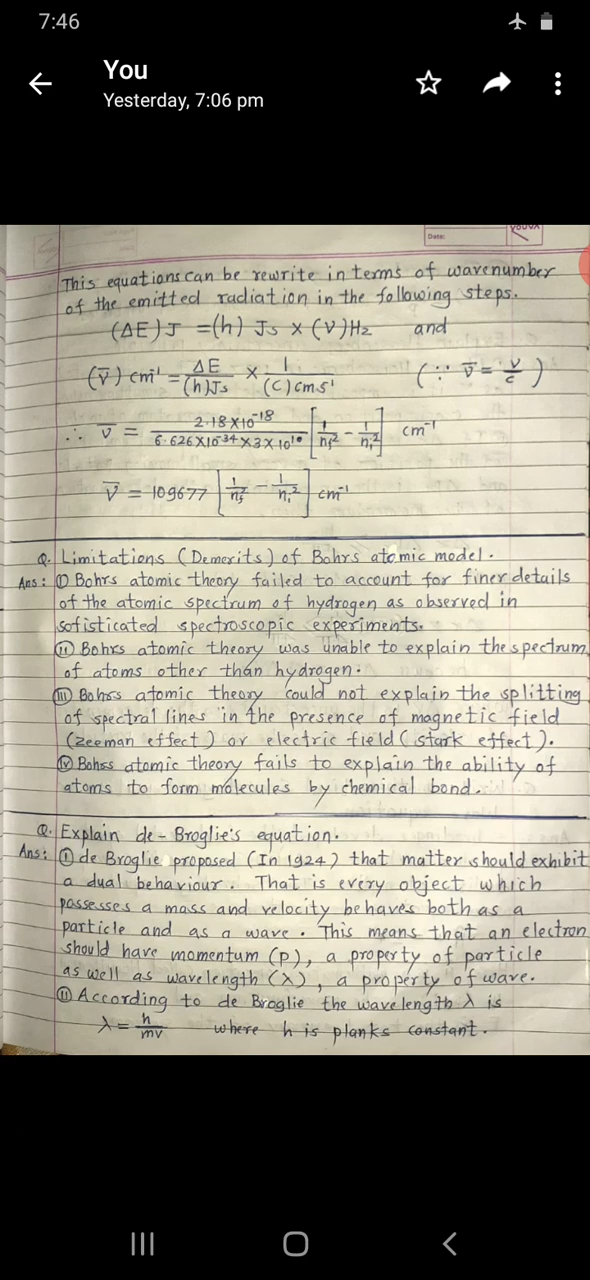 7:46
You
Yesterday, 7:06 pm
Date:
YOUVA
This equations can be rewrite in terms of wavenumber
of the emitted radiation in the following steps.
(ΔE) J = (h) Js × (ν) Hz and
(ν̅) cm⁻¹ = ΔE/(h)Js × 1/(C)cms⁻¹ (∵ ν̅ = ν/c)
∴ ν̅ = 2.18×10⁻¹⁸/6.626×10⁻³⁴×3×10¹⁰ [1/nf² − 1/ni²] cm⁻¹
ν̅ = 109677 [1/nf² − 1/ni²] cm⁻¹
Q. Limitations (Demerits) of Bohrs atomic model.
Ans: (I) Bohrs atomic theory failed to account for finer details
of the atomic spectrum of hydrogen as observed in
sofisticated spectroscopic experiments.
(II) Bohrs atomic theory was unable to explain the spectrum
of atoms other than hydrogen.
(III) Bohrs atomic theory could not explain the splitting
of spectral lines in the presence of magnetic field
(zeeman effect) or electric field (stark effect).
(IV) Bohrs atomic theory fails to explain the ability of
atoms to form molecules by chemical bond.
Q. Explain de-Broglie's equation.
Ans: (I) de Broglie proposed (In 1924) that matter should exhibit
a dual behaviour. That is every object which
possesses a mass and velocity behaves both as a
particle and as a wave. This means that an electron
should have momentum (p), a property of particle
as well as wavelength (λ), a property of wave.
(II) According to de Broglie the wavelength λ is
λ = h/mv where h is planks constant.